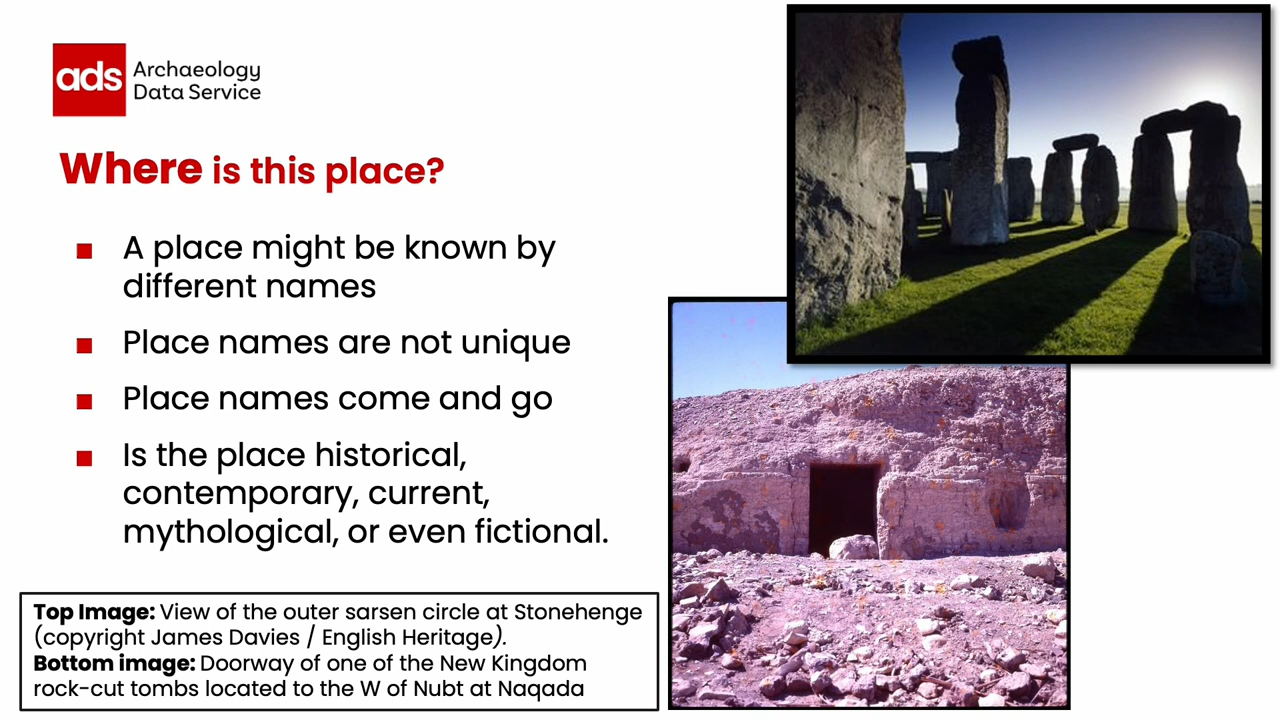 ads Archaeology
Data Service
Where is this place?
A place might be known by
different names
Place names are not unique
Place names come and go
Is the place historical,
contemporary, current,
mythological, or even fictional.
Top Image: View of the outer sarsen circle at Stonehenge
(copyright James Davies / English Heritage).
Bottom image: Doorway of one of the New Kingdom
rock-cut tombs located to the W of Nubt at Naqada